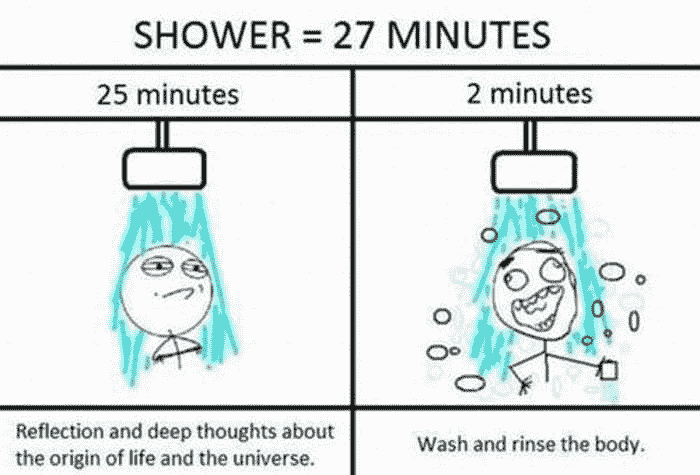 SHOWER = 27 MINUTES
25 minutes
2 minutes
Reflection and deep thoughts about
the origin of life and the universe.
Wash and rinse the body.